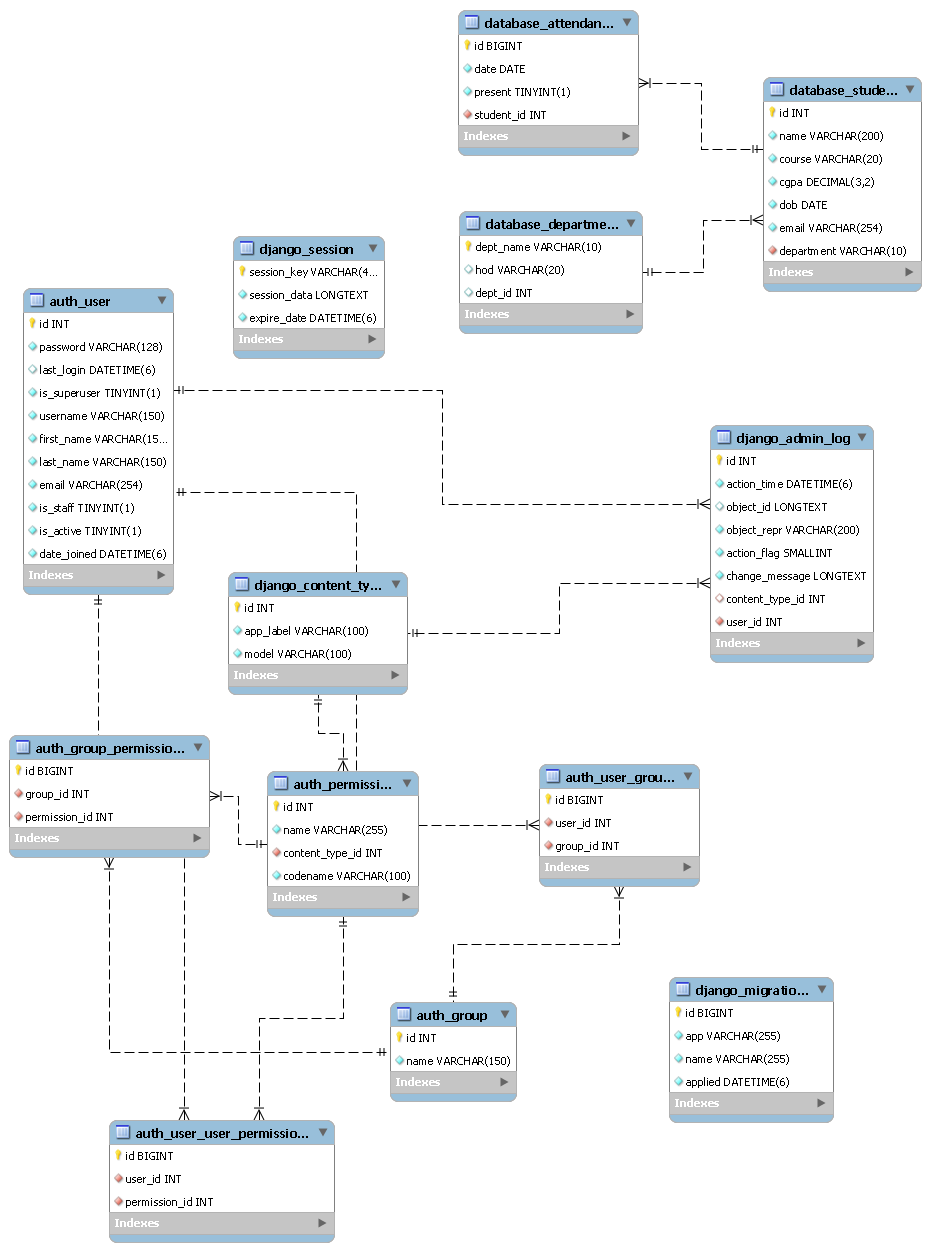 database_attendan...
id BIGINT
date DATE
present TINYINT(1)
student_id INT
Indexes
database_stude...
id INT
name VARCHAR(200)
course VARCHAR(20)
cgpa DECIMAL(3,2)
dob DATE
email VARCHAR(254)
department VARCHAR(10)
Indexes
database_departme...
dept_name VARCHAR(10)
hod VARCHAR(20)
dept_id INT
Indexes
django_session
session_key VARCHAR(4...
session_data LONGTEXT
expire_date DATETIME(6)
Indexes
auth_user
id INT
password VARCHAR(128)
last_login DATETIME(6)
is_superuser TINYINT(1)
username VARCHAR(150)
first_name VARCHAR(15...
last_name VARCHAR(150)
email VARCHAR(254)
is_staff TINYINT(1)
is_active TINYINT(1)
date_joined DATETIME(6)
Indexes
django_admin_log
id INT
action_time DATETIME(6)
object_id LONGTEXT
object_repr VARCHAR(200)
action_flag SMALLINT
change_message LONGTEXT
content_type_id INT
user_id INT
Indexes
django_content_ty...
id INT
app_label VARCHAR(100)
model VARCHAR(100)
Indexes
auth_group_permissio...
id BIGINT
group_id INT
permission_id INT
Indexes
auth_permissi...
id INT
name VARCHAR(255)
content_type_id INT
codename VARCHAR(100)
Indexes
auth_user_grou...
id BIGINT
user_id INT
group_id INT
Indexes
auth_group
id INT
name VARCHAR(150)
Indexes
django_migratio...
id BIGINT
app VARCHAR(255)
name VARCHAR(255)
applied DATETIME(6)
Indexes
auth_user_user_permissio...
id BIGINT
user_id INT
permission_id INT
Indexes